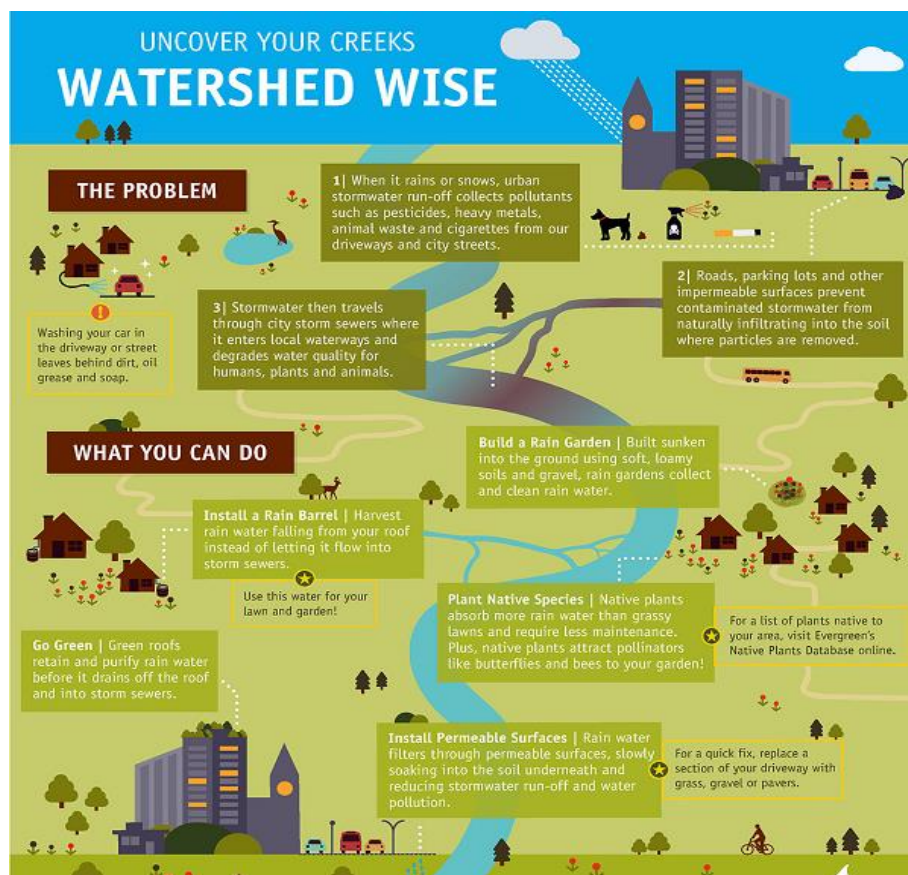 UNCOVER YOUR CREEKS
WATERSHED WISE
THE PROBLEM
1| When it rains or snows, urban
stormwater run-off collects pollutants
such as pesticides, heavy metals,
animal waste and cigarettes from our
driveways and city streets.
2| Roads, parking lots and other
impermeable surfaces prevent
contaminated stormwater from
naturally infiltrating into the soil
where particles are removed.
3| Stormwater then travels
through city storm sewers where
it enters local waterways and
degrades water quality for
humans, plants and animals.
Washing your car in
the driveway or street
leaves behind dirt, oil
grease and soap.
WHAT YOU CAN DO
Build a Rain Garden | Built sunken
into the ground using soft, loamy
soils and gravel, rain gardens collect
and clean rain water.
Install a Rain Barrel | Harvest
rain water falling from your roof
instead of letting it flow into
storm sewers.
Use this water for your
lawn and garden!
Plant Native Species | Native plants
absorb more rain water than grassy
lawns and require less maintenance.
Plus, native plants attract pollinators
like butterflies and bees to your garden!
For a list of plants native to
your area, visit Evergreen's
Native Plants Database online.
Go Green | Green roofs
retain and purify rain water
before it drains off the roof
and into storm sewers.
Install Permeable Surfaces | Rain water
filters through permeable surfaces, slowly
soaking into the soil underneath and
reducing stormwater run-off and water
pollution.
For a quick fix, replace a
section of your driveway with
grass, gravel or pavers.